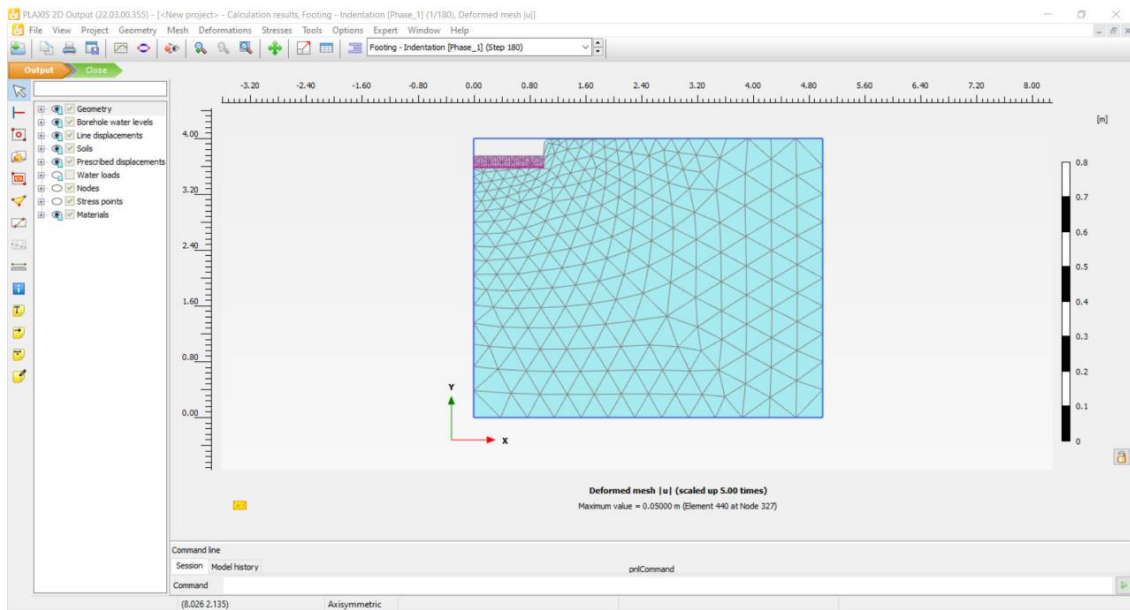 PLAXIS 2D Output (22.03.00.355) - [<New project> - Calculation results, Footing - Indentation [Phase_1] (1/180), Deformed mesh |u|]
File View Project Geometry Mesh Deformations Stresses Tools Options Expert Window Help
Footing - Indentation [Phase_1] (Step 180)
Output Close
-3.20 -2.40 -1.60 -0.80 0.00 0.80 1.60 2.40 3.20 4.00 4.80 5.60 6.40 7.20 8.00
Geometry
Borehole water levels
Line displacements
Soils
Prescribed displacements
Water loads
Nodes
Stress points
Materials
4.00
3.20
2.40
1.60
0.80
0.00
Y
X
[m]
0.8
0.7
0.6
0.5
0.4
0.3
0.2
0.1
0
Deformed mesh |u| (scaled up 5.00 times)
Maximum value = 0.05000 m (Element 440 at Node 327)
Command line
Session Model history
pnlCommand
Command
(8.026 2.135) Axisymmetric